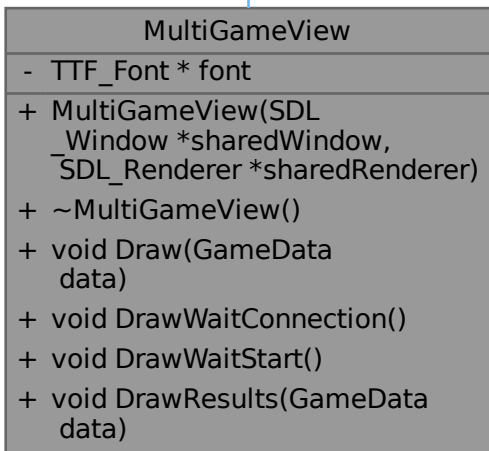 MultiGameView
- TTF_Font * font
+ MultiGameView(SDL
_Window *sharedWindow,
SDL_Renderer *sharedRenderer)
+ ~MultiGameView()
+ void Draw(GameData
data)
+ void DrawWaitConnection()
+ void DrawWaitStart()
+ void DrawResults(GameData
data)